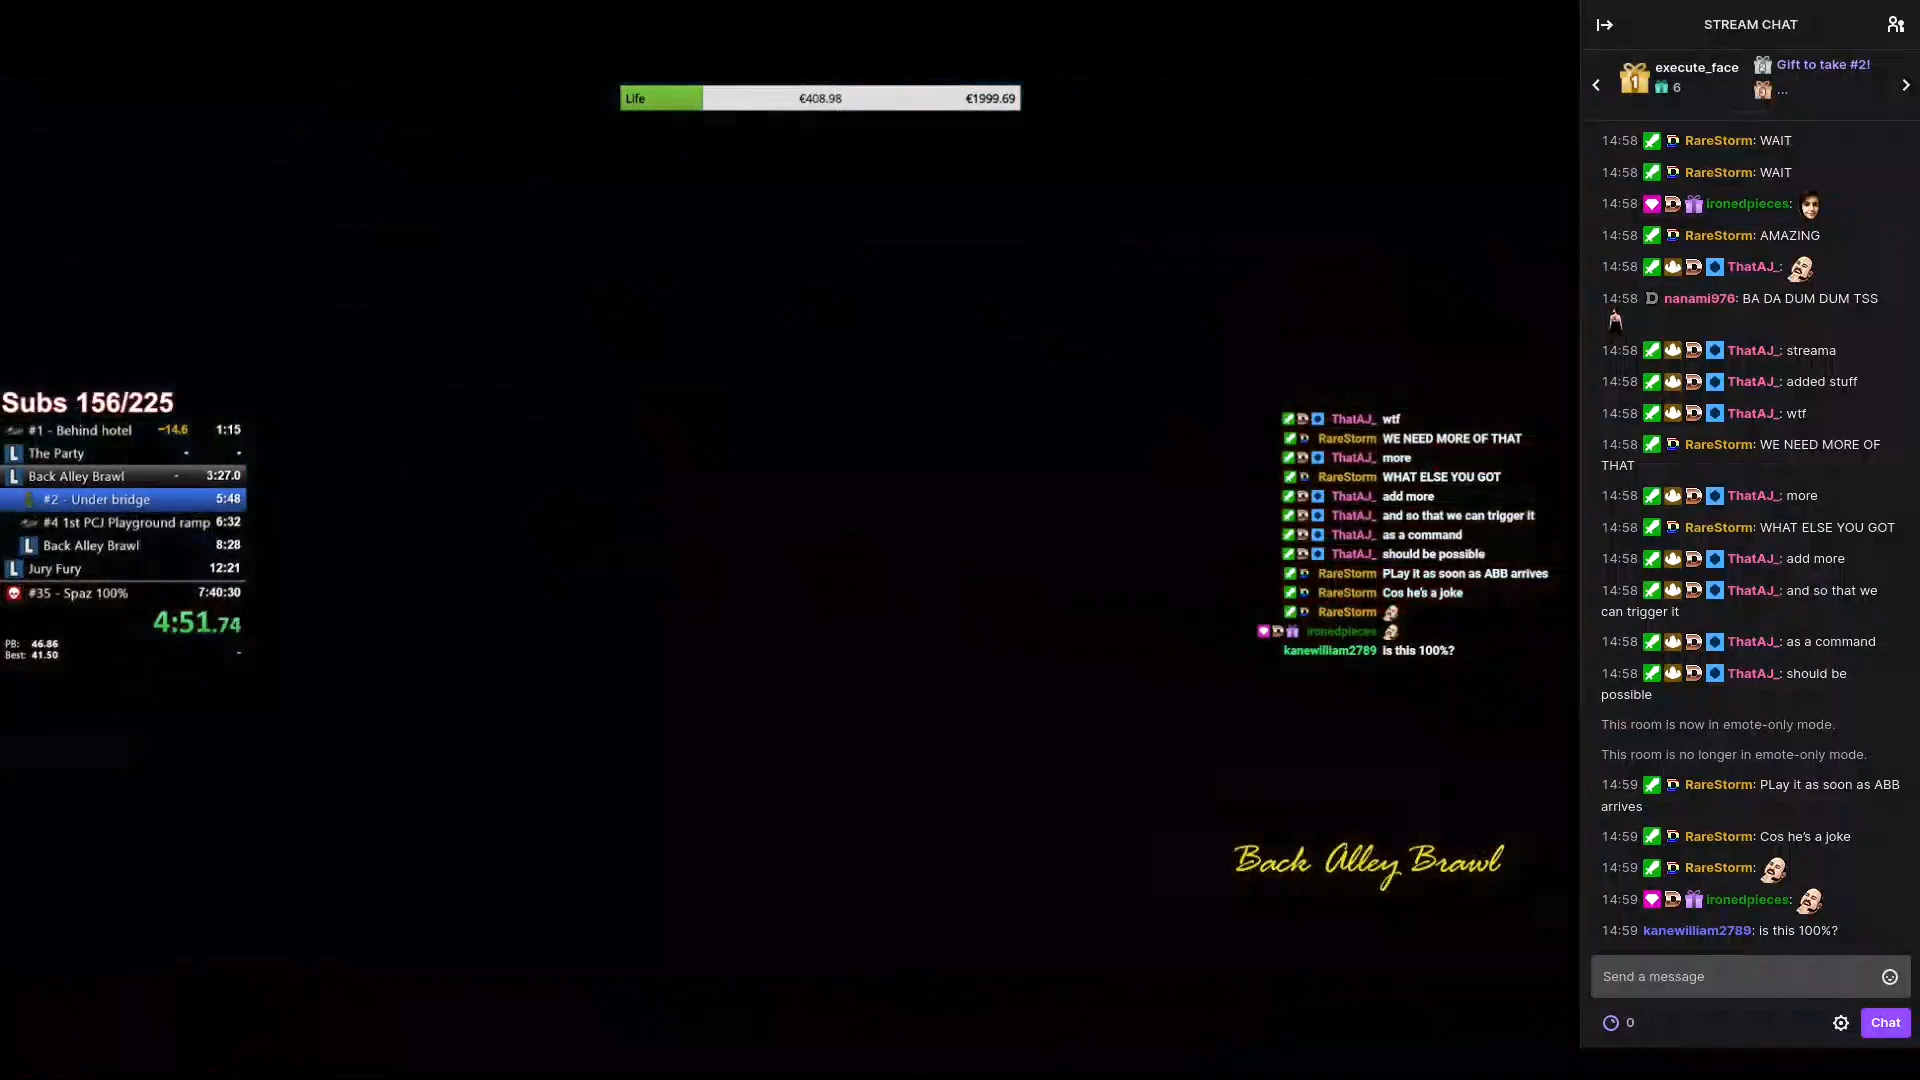 Life €408.98 €1999.69
Subs 156/225
#1 - Behind hotel -14.6 1:15
The Party - -
Back Alley Brawl - 3:27.0
#2 - Under bridge 5:48
#4 1st PCJ Playground ramp 6:32
Back Alley Brawl 8:28
Jury Fury 12:21
#35 - Spaz 100% 7:40:30
4:51.74
PB: 46.86
Best: 41.50 -
ThatAJ_ wtf
RareStorm WE NEED MORE OF THAT
ThatAJ_ more
RareStorm WHAT ELSE YOU GOT
ThatAJ_ add more
ThatAJ_ and so that we can trigger it
ThatAJ_ as a command
ThatAJ_ should be possible
RareStorm PLay it as soon as ABB arrives
RareStorm Cos he's a joke
RareStorm
ironedpieces
kanewilliam2789 is this 100%?
Back Alley Brawl
STREAM CHAT
1 execute_face 6
2 Gift to take #2!
3 ...
14:58 RareStorm: WAIT
14:58 RareStorm: WAIT
14:58 ironedpieces:
14:58 RareStorm: AMAZING
14:58 ThatAJ_:
14:58 nanami976: BA DA DUM DUM TSS
14:58 ThatAJ_: streama
14:58 ThatAJ_: added stuff
14:58 ThatAJ_: wtf
14:58 RareStorm: WE NEED MORE OF
THAT
14:58 ThatAJ_: more
14:58 RareStorm: WHAT ELSE YOU GOT
14:58 ThatAJ_: add more
14:58 ThatAJ_: and so that we
can trigger it
14:58 ThatAJ_: as a command
14:58 ThatAJ_: should be
possible
This room is now in emote-only mode.
This room is no longer in emote-only mode.
14:59 RareStorm: PLay it as soon as ABB
arrives
14:59 RareStorm: Cos he's a joke
14:59 RareStorm:
14:59 ironedpieces:
14:59 kanewilliam2789: is this 100%?
Send a message
0 Chat